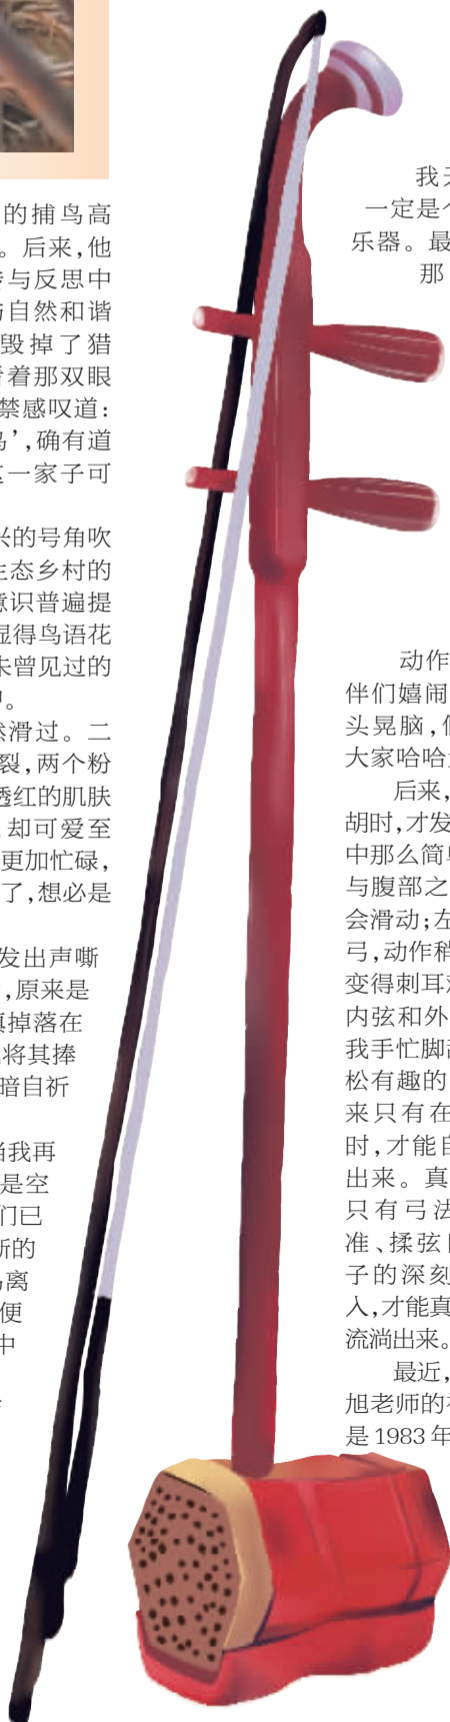 的捕鸟高
。后来，他
与反思中
自然和谐
毁掉了猎
看着那双眼
禁感叹道：
鸟’，确有道
这一家子可
兴的号角吹
生态乡村的
意识普遍提
显得鸟语花
未曾见过的
然滑过。二
裂，两个粉
透红的肌肤
却可爱至
更加忙碌，
了，想必是
发出声嘶
，原来是
掉落在
将其捧
暗自祈
当我再
是空
们已
新的
离
便
中
我
一定是个
乐器。最
那
动作
伴们嬉闹
头晃脑，
大家哈哈
后来，
胡时，才发
中那么简单
与腹部之
会滑动；左
弓，动作稍
变得刺耳
内弦和外
我手忙脚
松有趣的
来只有在
时，才能自
出来。真
只有弓法
准、揉弦
子的深刻
入，才能真
流淌出来。
最近，
旭老师的
是1983年